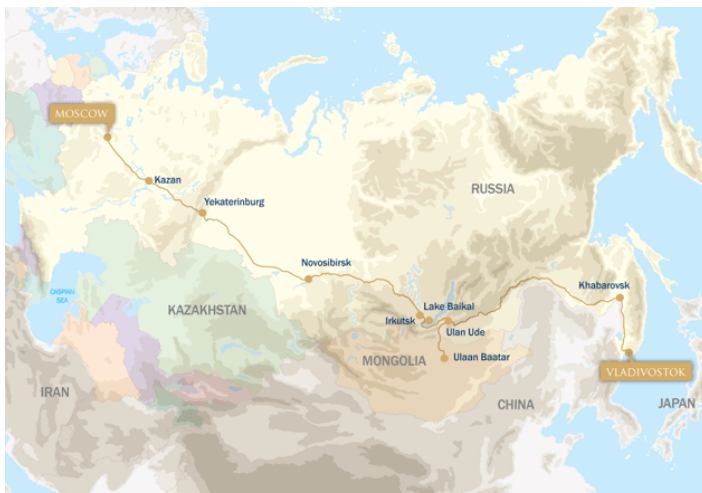 MOSCOW
Kazan
RUSSIA
Yekaterinburg
Novosibirsk
CASPIAN
SEA
Khabarovsk
Lake Baikal
KAZAKHSTAN
Irkutsk
Ulan Ude
MONGOLIA
Ulaan Baatar
VLADIVOSTOK
IRAN
CHINA
JAPAN